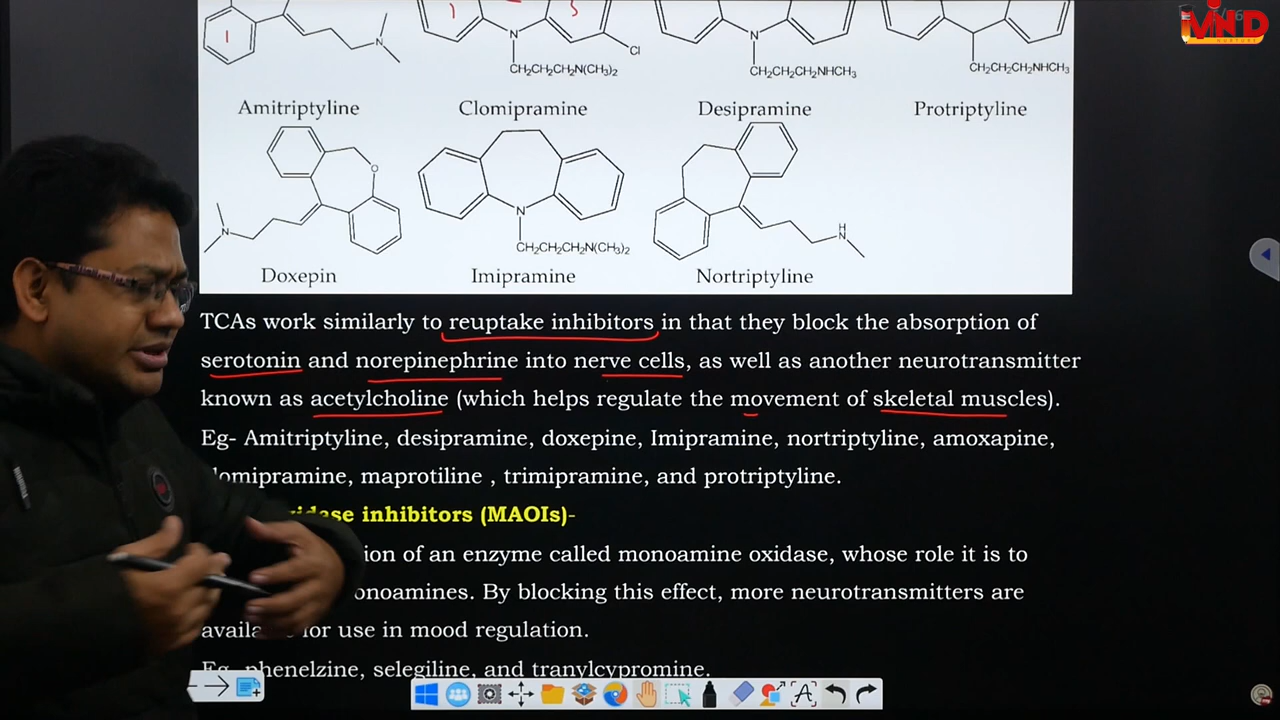 MIND
Cl
N
N
N
CH₂CH₂CH₂N(CH₃)₂
CH₂CH₂CH₂NHCH₃
CH₂CH₂CH₂NHCH₃
Amitriptyline
Clomipramine
Desipramine
Protriptyline
O
N
N
H
N
CH₂CH₂CH₂N(CH₃)₂
Doxepin
Imipramine
Nortriptyline
TCAs work similarly to reuptake inhibitors in that they block the absorption of
serotonin and norepinephrine into nerve cells, as well as another neurotransmitter
known as acetylcholine (which helps regulate the movement of skeletal muscles).
Eg- Amitriptyline, desipramine, doxepine, Imipramine, nortriptyline, amoxapine,
lomipramine, maprotiline , trimipramine, and protriptyline.
idase inhibitors (MAOIs)-
ion of an enzyme called monoamine oxidase, whose role it is to
onoamines. By blocking this effect, more neurotransmitters are
for use in mood regulation.
Eg- phenelzine, selegiline, and tranylcypromine.